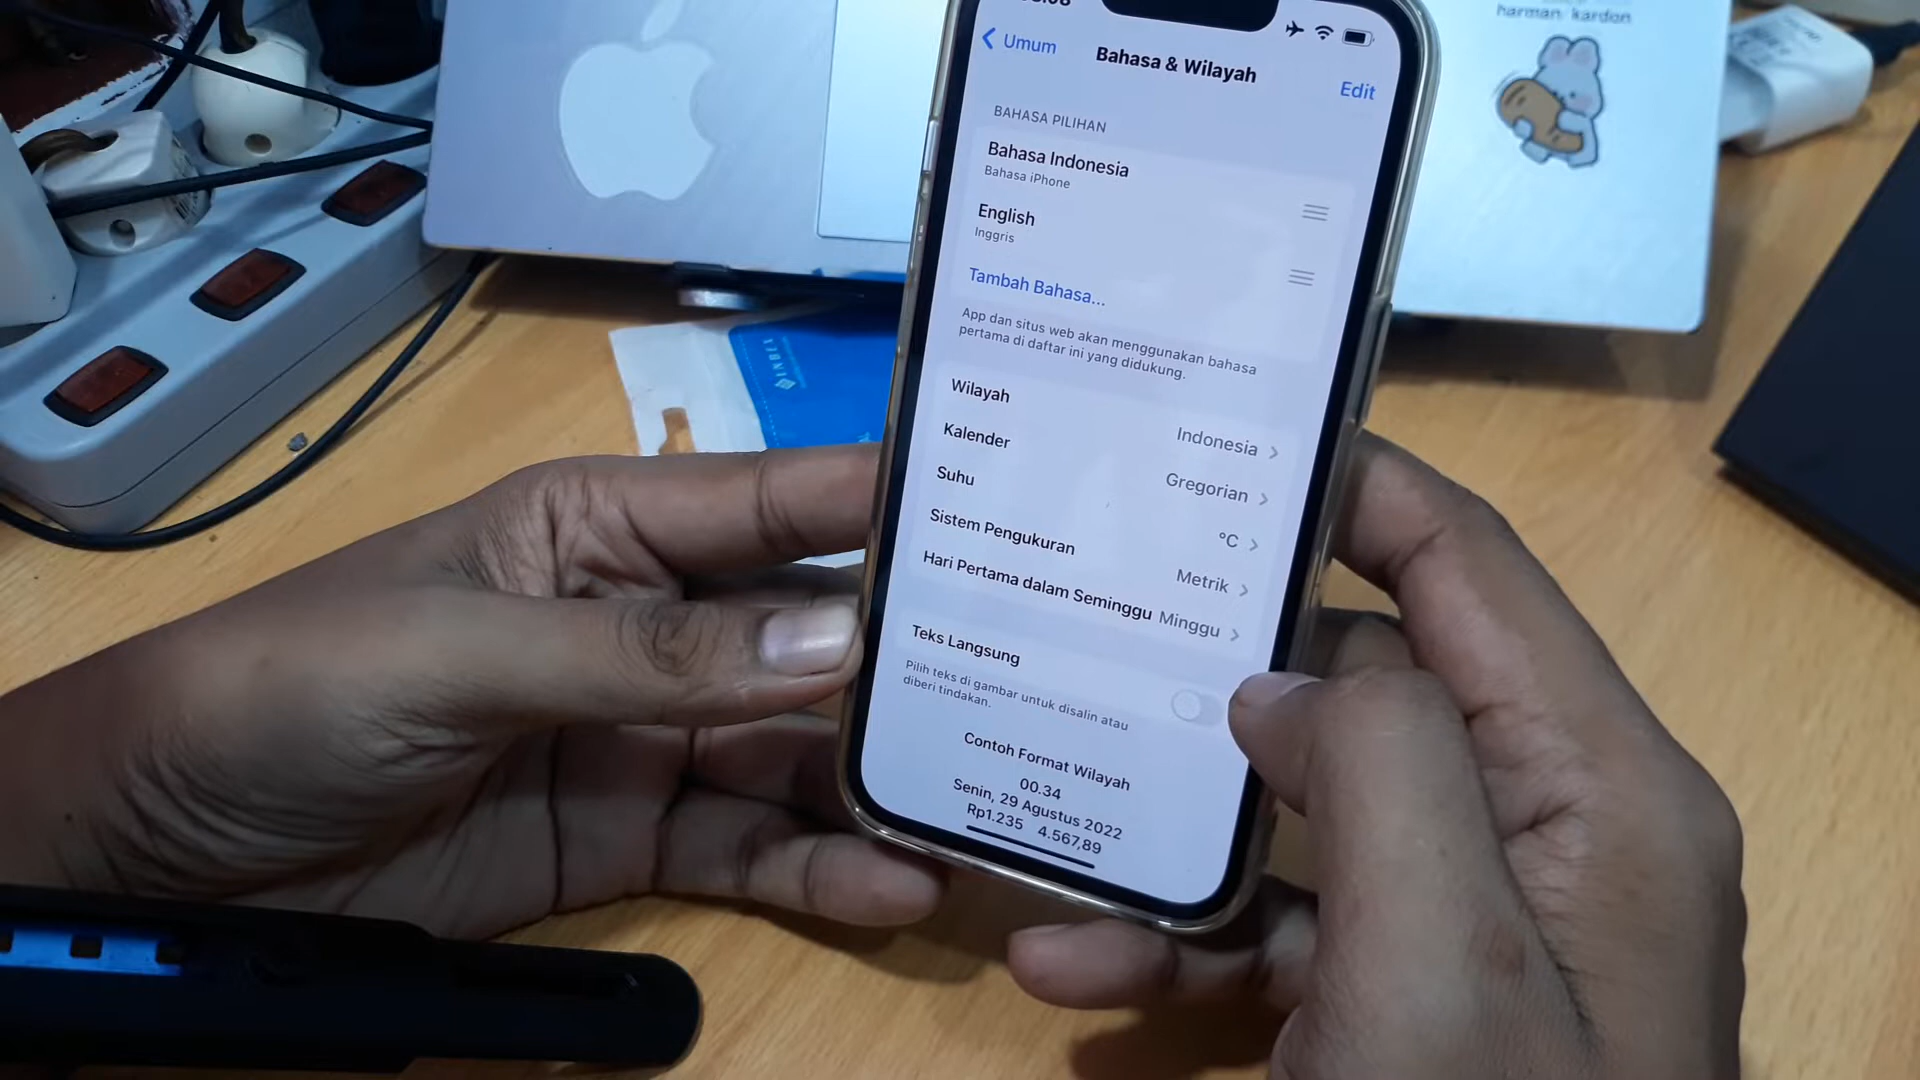 harman/kardon
Umum
Bahasa & Wilayah
Edit
BAHASA PILIHAN
Bahasa Indonesia
Bahasa iPhone
English
Inggris
Tambah Bahasa...
App dan situs web akan menggunakan bahasa
pertama di daftar ini yang didukung.
Wilayah
Indonesia
Kalender
Gregorian
Suhu
°C
Sistem Pengukuran
Metrik
Hari Pertama dalam Seminggu Minggu
Teks Langsung
Pilih teks di gambar untuk disalin atau
diberi tindakan.
Contoh Format Wilayah
00.34
Senin, 29 Agustus 2022
Rp1.235 4.567,89